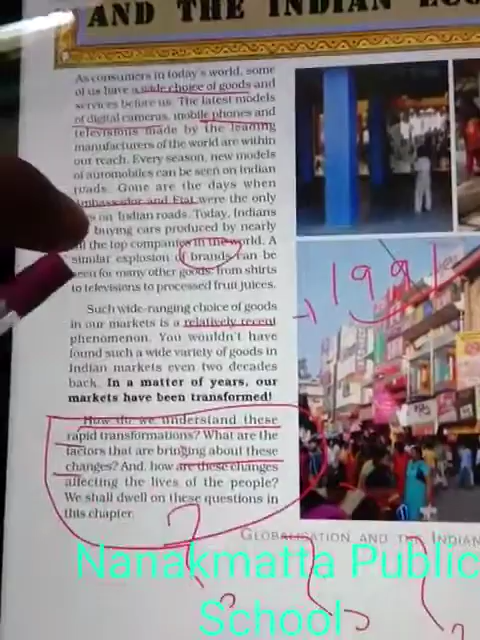 AND THE INDIAN
As consumers in today's world, some
of us have a wide choice of goods and
services before us. The latest models
of digital cameras, mobile phones and
televisions made by the leading
manufacturers of the world are within
our reach. Every season, new models
of automobiles can be seen on Indian
roads. Gone are the days when
Ambassador and Fiat were the only
on Indian roads. Today, Indians
buying cars produced by nearly
the top companies in the world. A
similar explosion of brands can be
seen for many other goods: from shirts
to televisions to processed fruit juices.
Such wide-ranging choice of goods
in our markets is a relatively recent
phenomenon. You wouldn't have
found such a wide variety of goods in
Indian markets even two decades
back. In a matter of years, our
markets have been transformed!
How do we understand these
rapid transformations? What are the
factors that are bringing about these
changes? And, how are these changes
affecting the lives of the people?
We shall dwell on these questions in
this chapter.
1991
GLOBALISATION AND THE INDIAN
Nanakmatta Public
School